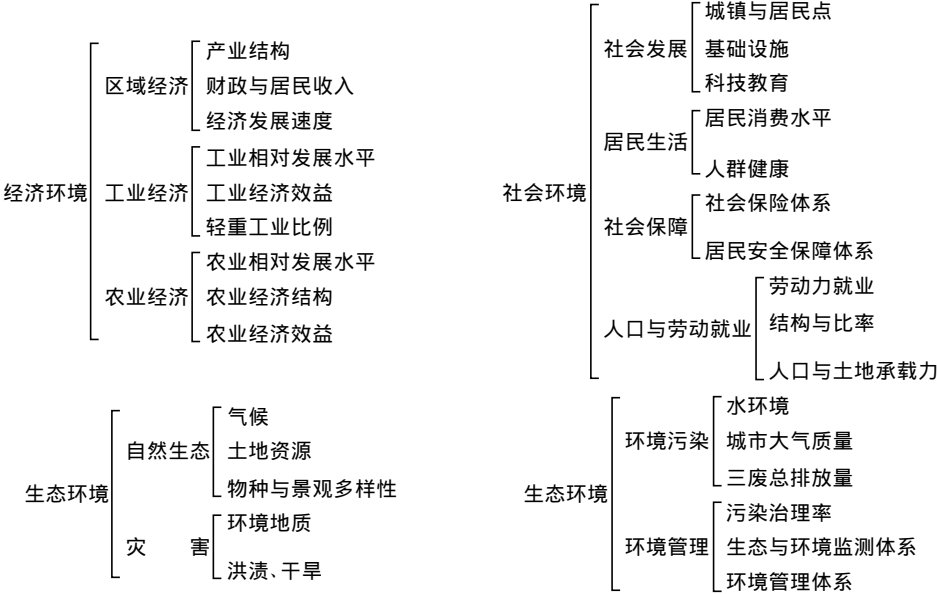 经济环境
区域经济
产业结构
财政与居民收入
经济发展速度
工业经济
工业相对发展水平
工业经济效益
轻重工业比例
农业经济
农业相对发展水平
农业经济结构
农业经济效益
社会环境
社会发展
城镇与居民点
基础设施
科技教育
居民生活
居民消费水平
人群健康
社会保障
社会保险体系
居民安全保障体系
人口与劳动就业
劳动力就业
结构与比率
人口与土地承载力
生态环境
自然生态
气候
土地资源
物种与景观多样性
灾 害
环境地质
洪渍、干旱
生态环境
环境污染
水环境
城市大气质量
三废总排放量
环境管理
污染治理率
生态与环境监测体系
环境管理体系